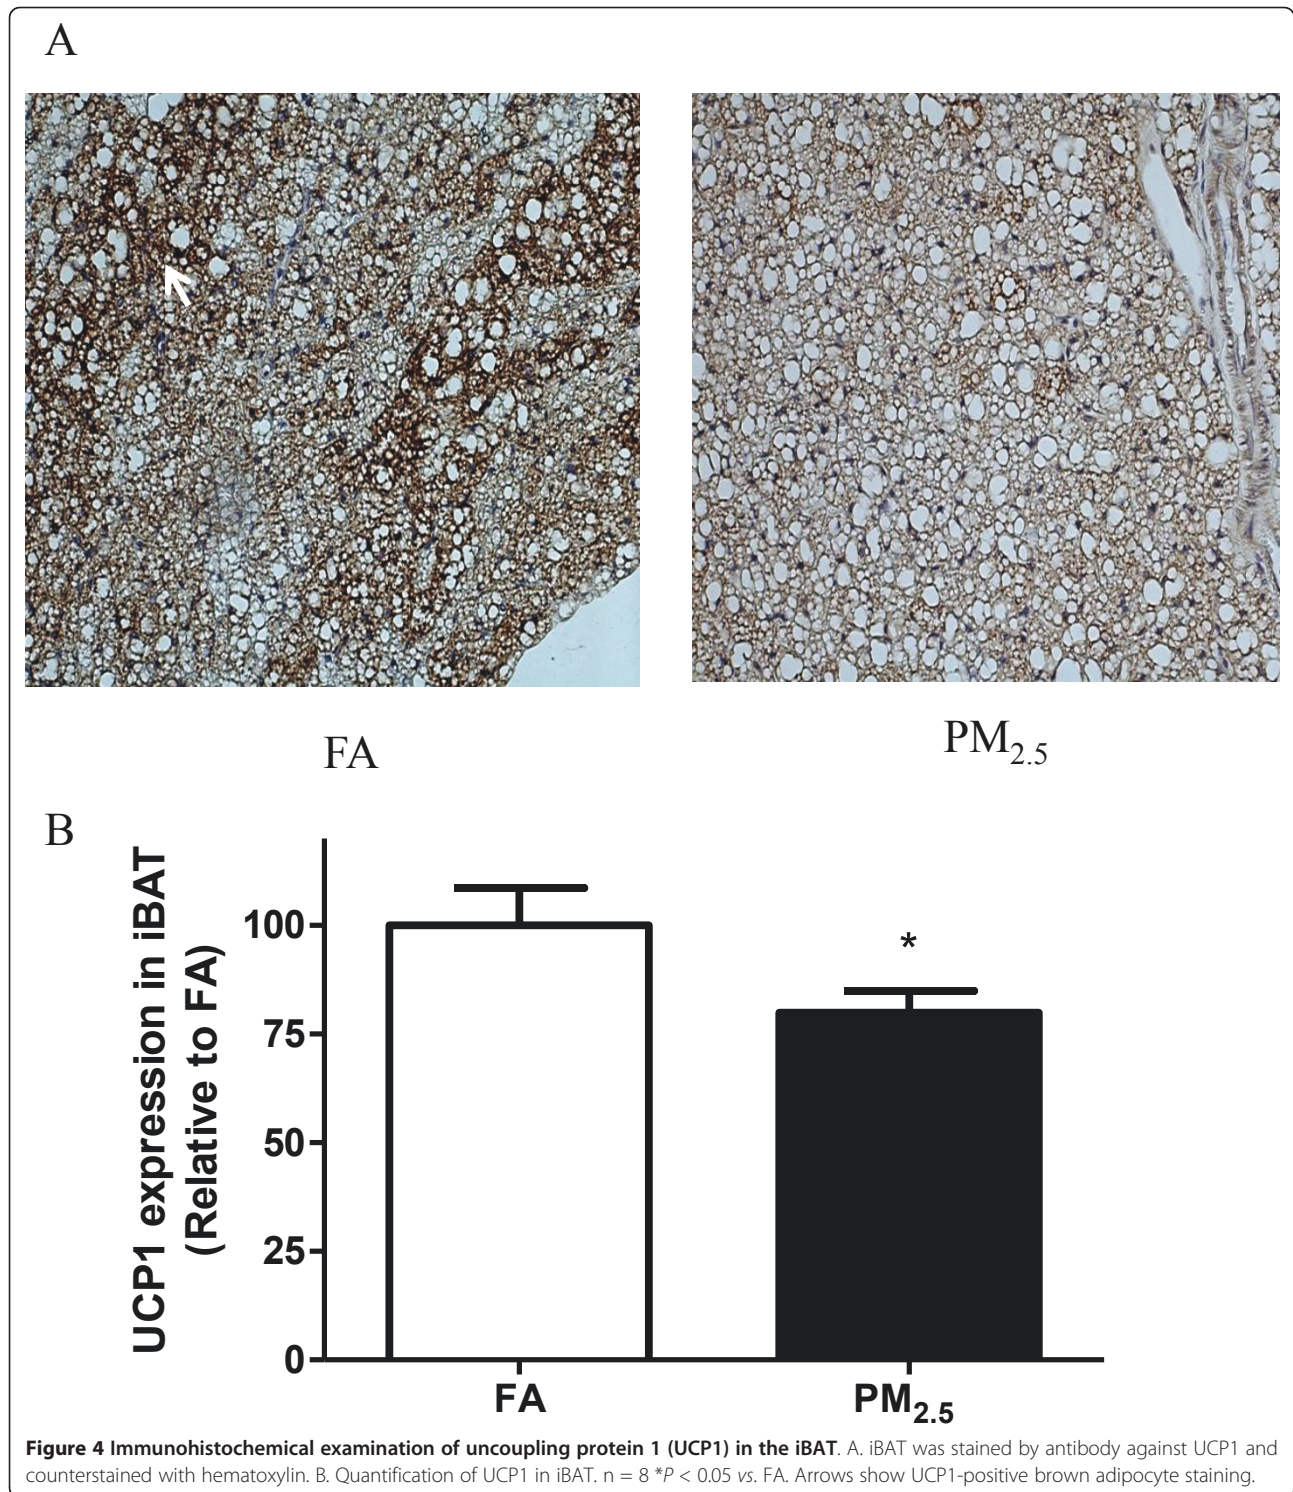 A
FA
PM2.5
B
UCP1 expression in iBAT
(Relative to FA)
100
75
50
25
0
*
FA
PM2.5
Figure 4 Immunohistochemical examination of uncoupling protein 1 (UCP1) in the iBAT. A. iBAT was stained by antibody against UCP1 and
counterstained with hematoxylin. B. Quantification of UCP1 in iBAT. n = 8 *P < 0.05 vs. FA. Arrows show UCP1-positive brown adipocyte staining.